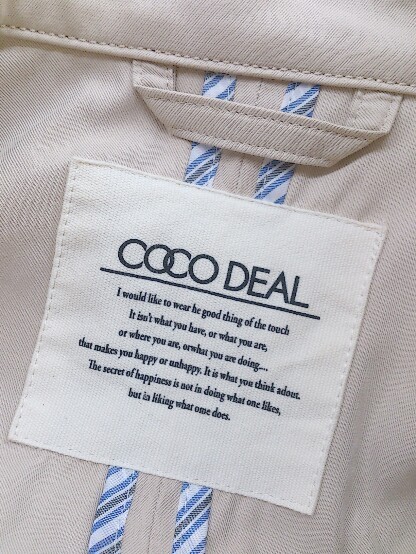 COCO DEAL
I would like to wear he good thing of the touch
It isn't what you have, or what you are,
or where you are, orwhat you are doing....
that makes you happy or unhappy. It is what you think adout.
The secret of happiness is not in doing what one likes,
but in liking what ome does.